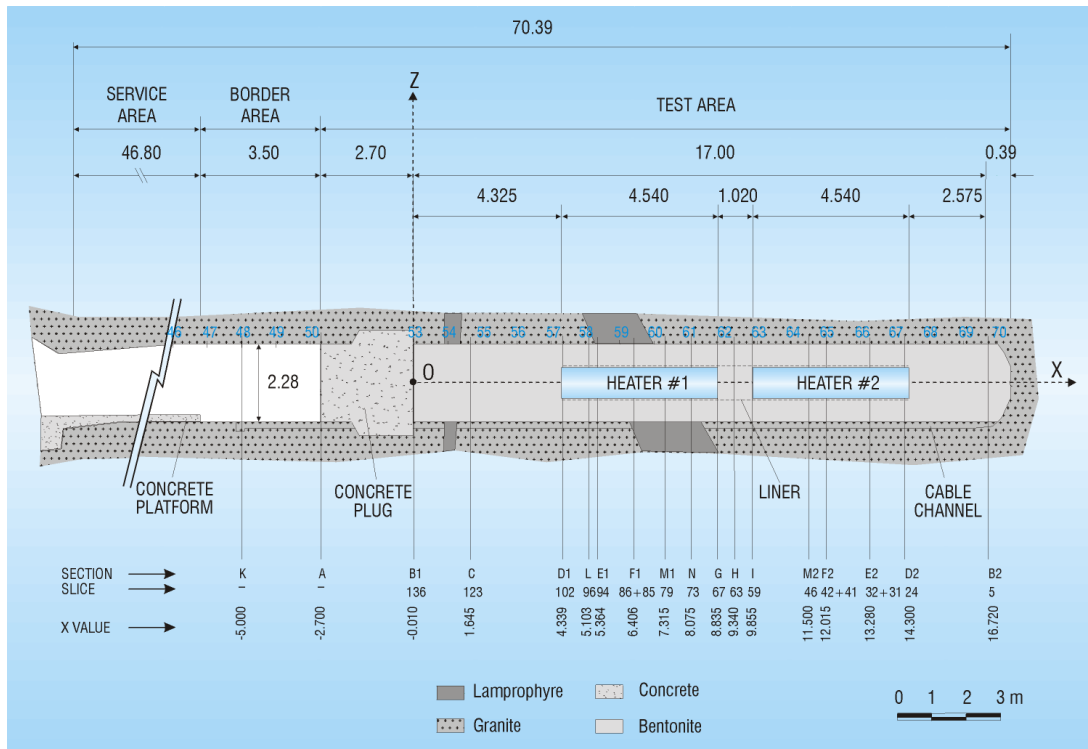 70.39
SERVICE AREA
BORDER AREA
Z
TEST AREA
46.80 3.50 2.70 17.00 0.39
4.325 4.540 1.020 4.540 2.575
46 47 48 49 50 53 54 55 56 57 58 59 60 61 62 63 64 65 66 67 68 69 70
2.28
O
HEATER #1
HEATER #2
X
CONCRETE PLATFORM
CONCRETE PLUG
LINER
CABLE CHANNEL
SECTION K A B1 C D1 L E1 F1 M1 N G H I M2 F2 E2 D2 B2
SLICE – – 136 123 102 96 94 86+85 79 73 67 63 59 46 42+41 32+31 24 5
X VALUE -5.000 -2.700 -0.010 1.645 4.339 5.103 5.364 6.406 7.315 8.075 8.835 9.340 9.855 11.500 12.015 13.280 14.300 16.720
Lamprophyre
Concrete
Granite
Bentonite
0 1 2 3 m